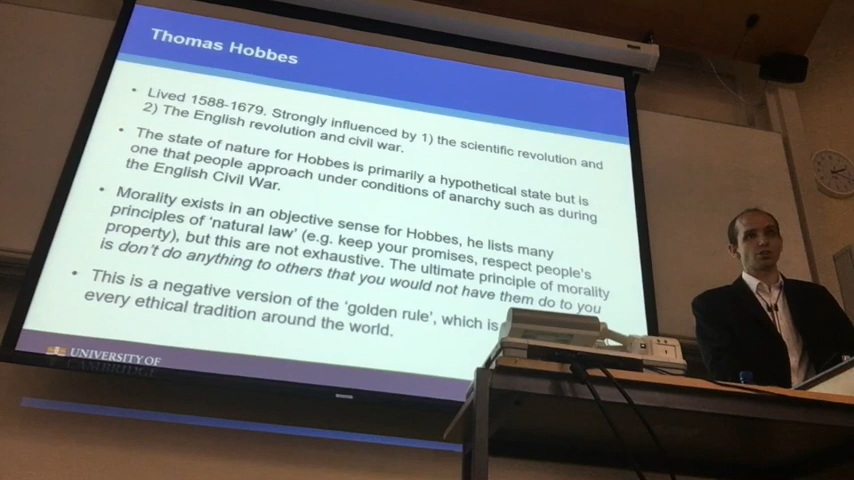 Thomas Hobbes
• Lived 1588-1679. Strongly influenced by 1) the scientific revolution and
2) The English revolution and civil war.
• The state of nature for Hobbes is primarily a hypothetical state but is
one that people approach under conditions of anarchy such as during
the English Civil War.
• Morality exists in an objective sense for Hobbes, he lists many
principles of 'natural law' (e.g. keep your promises, respect people's
property), but this are not exhaustive. The ultimate principle of morality
is don't do anything to others that you would not have them do to you
• This is a negative version of the 'golden rule', which is
every ethical tradition around the world.
UNIVERSITY OF
CAMBRIDGE